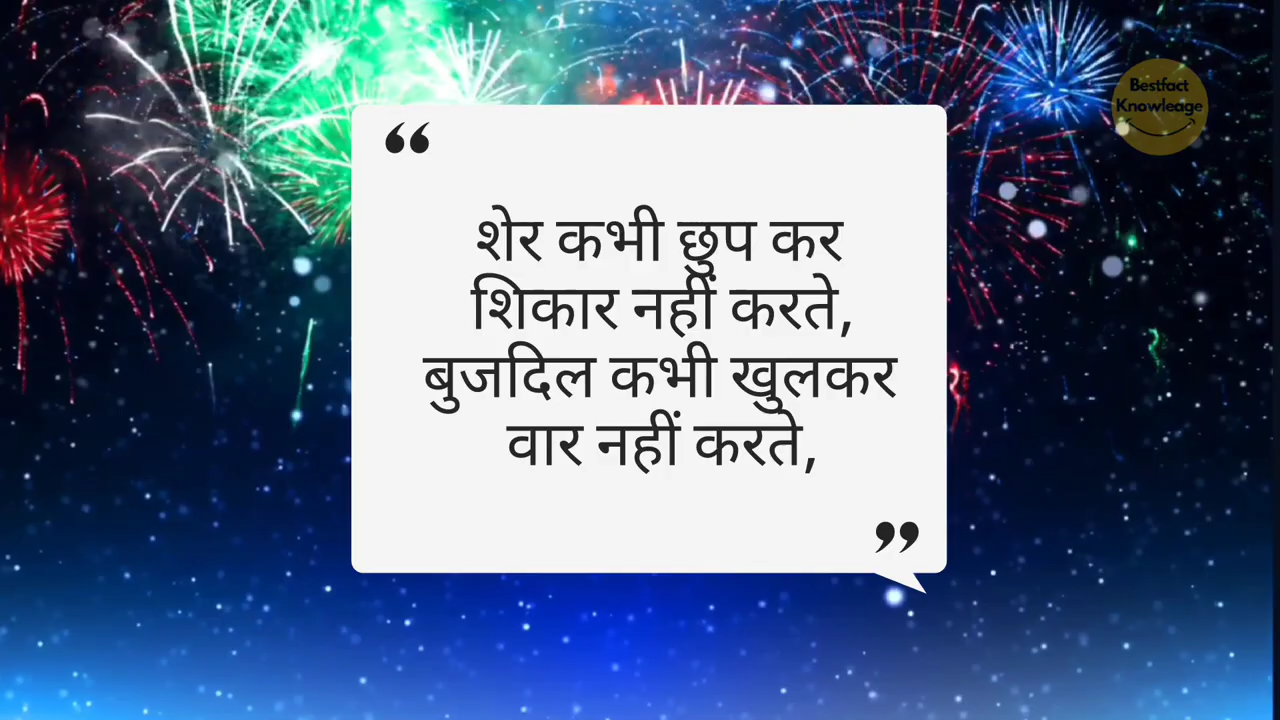 Bestfact
Knowleage
“
शेर कभी छुप कर
शिकार नहीं करते,
बुजदिल कभी खुलकर
वार नहीं करते,
”